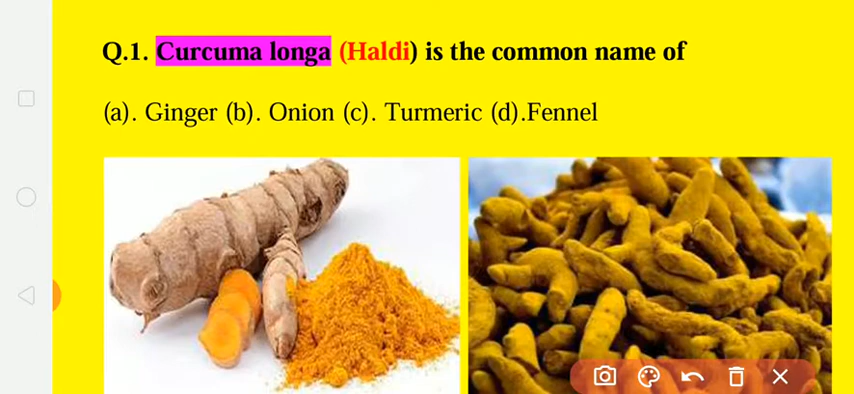 Q.1. Curcuma longa (Haldi) is the common name of
(a). Ginger (b). Onion (c). Turmeric (d).Fennel